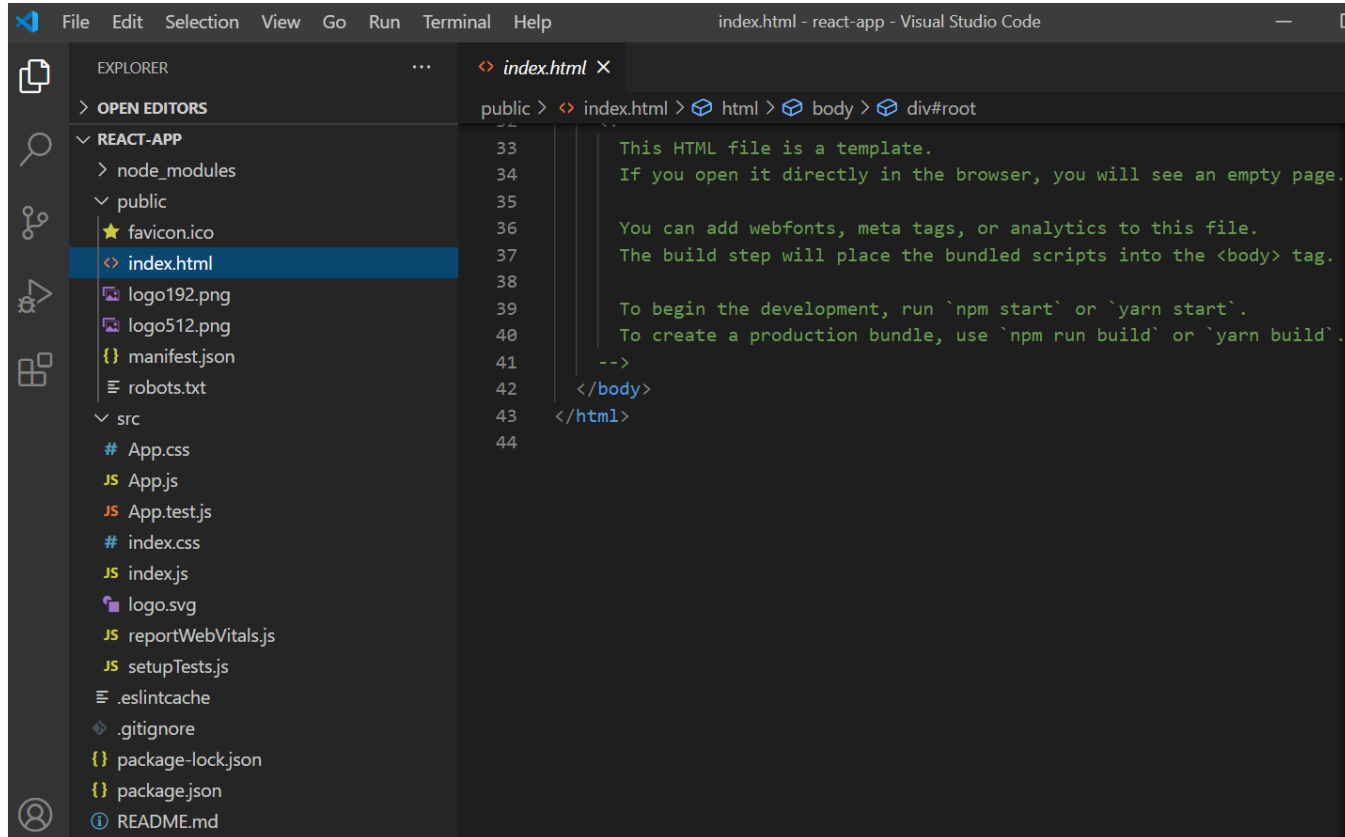 File Edit Selection View Go Run Terminal Help index.html - react-app - Visual Studio Code
EXPLORER
OPEN EDITORS
REACT-APP
node_modules
public
favicon.ico
index.html
logo192.png
logo512.png
manifest.json
robots.txt
src
App.css
App.js
App.test.js
index.css
index.js
logo.svg
reportWebVitals.js
setupTests.js
.eslintcache
.gitignore
package-lock.json
package.json
README.md
index.html
public > index.html > html > body > div#root
33 This HTML file is a template.
34 If you open it directly in the browser, you will see an empty page.
35
36 You can add webfonts, meta tags, or analytics to this file.
37 The build step will place the bundled scripts into the <body> tag.
38
39 To begin the development, run `npm start` or `yarn start`.
40 To create a production bundle, use `npm run build` or `yarn build`.
41 -->
42 </body>
43 </html>
44